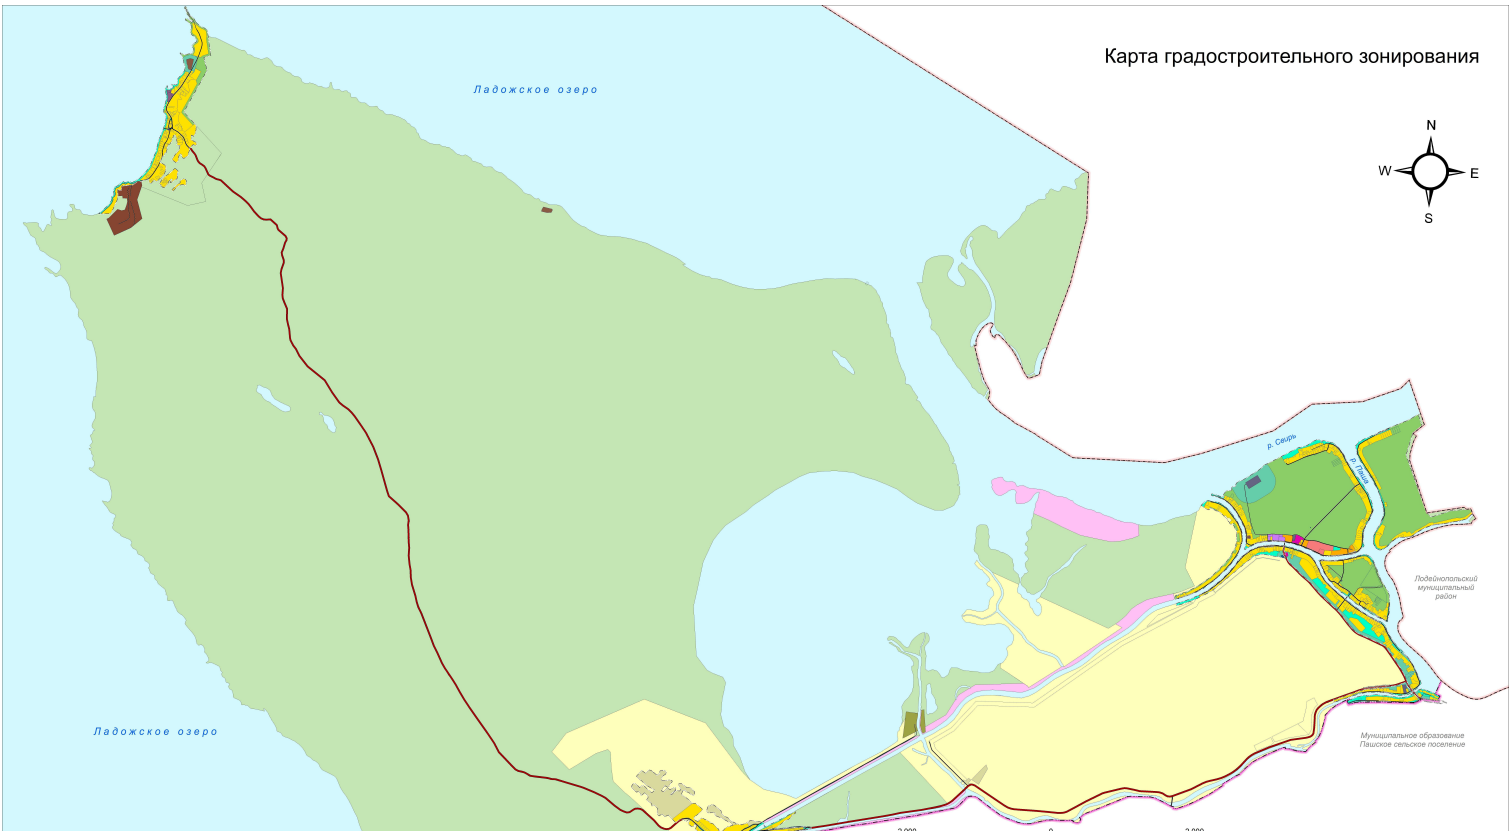 Карта градостроительного зонирования
Ладожское озеро
N
W
E
S
р. Свирь
р. Паша
Лодейнопольский
муниципальный
район
Ладожское озеро
Муниципальное образование
Пашское сельское поселение